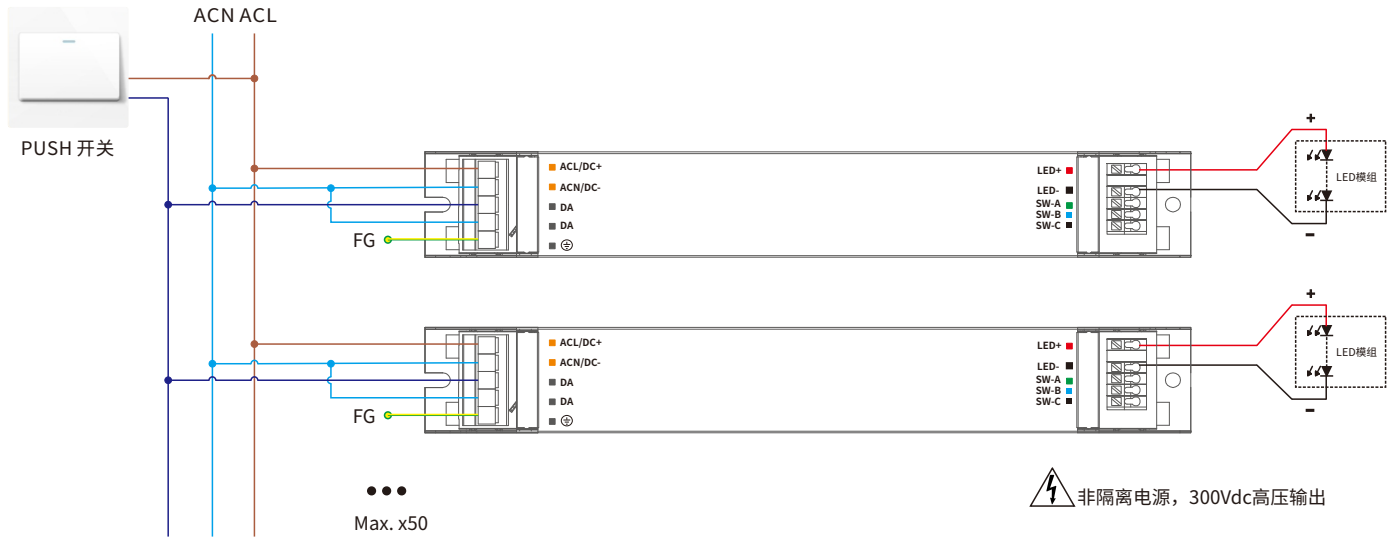 ACN ACL
PUSH 开关
ACL/DC+
ACN/DC-
DA
DA
FG
LED+
LED-
SW-A
SW-B
SW-C
+
LED模组
-
ACL/DC+
ACN/DC-
DA
DA
FG
LED+
LED-
SW-A
SW-B
SW-C
+
LED模组
-
Max. x50
非隔离电源，300Vdc高压输出